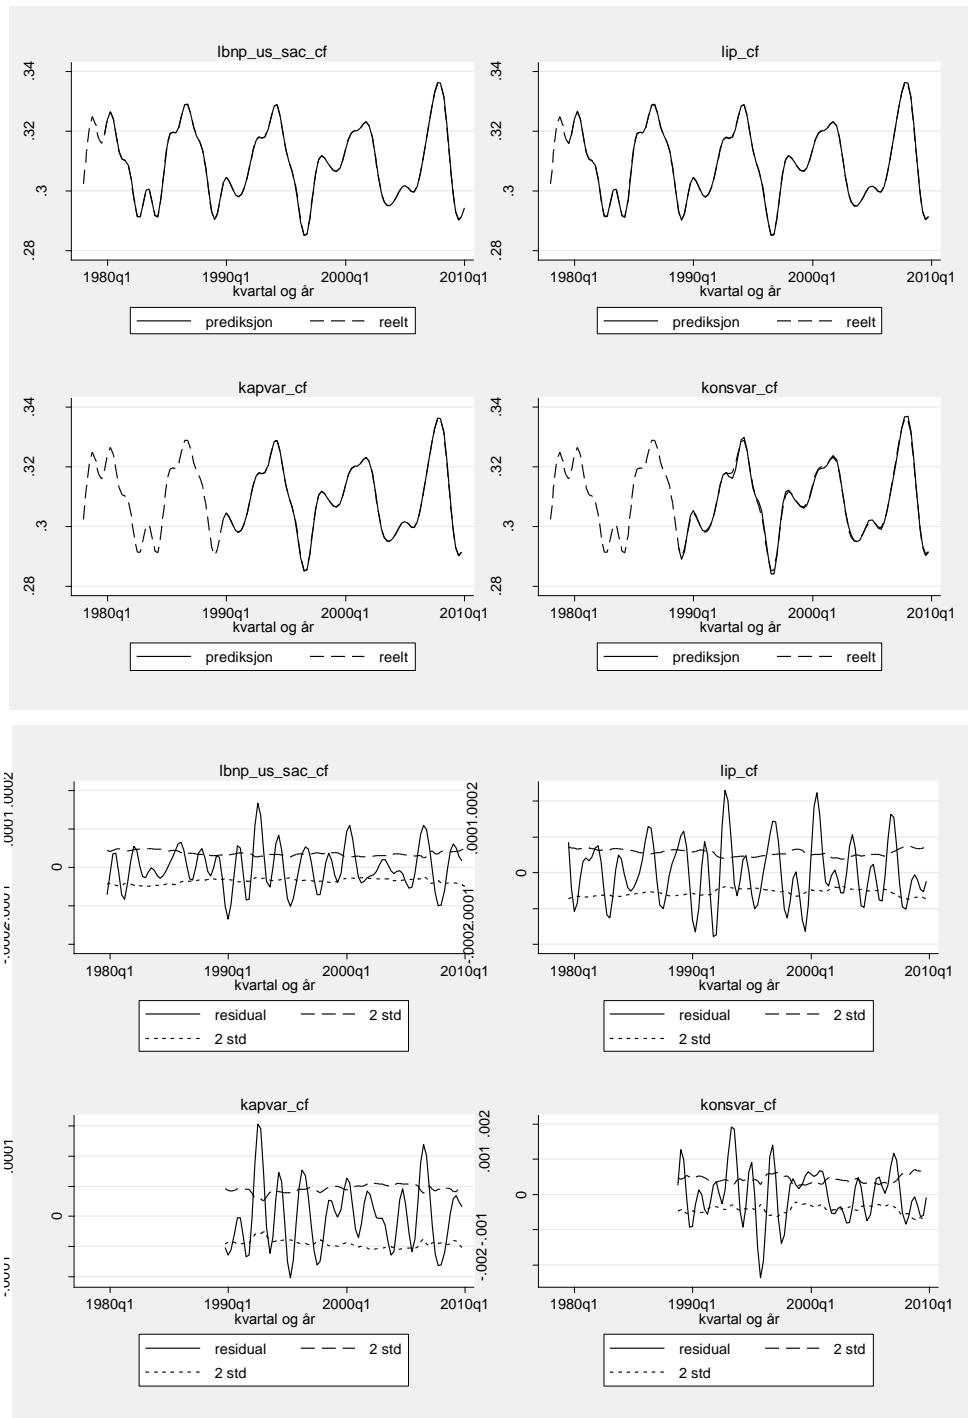 lbnp_us_sac_cf
.34
.32
.3
.28
1980q1 1990q1 2000q1 2010q1
kvartal og år
prediksjon reelt
lip_cf
.34
.32
.3
.28
1980q1 1990q1 2000q1 2010q1
kvartal og år
prediksjon reelt
kapvar_cf
.34
.32
.3
.28
1980q1 1990q1 2000q1 2010q1
kvartal og år
prediksjon reelt
konsvar_cf
.34
.32
.3
.28
1980q1 1990q1 2000q1 2010q1
kvartal og år
prediksjon reelt
lbnp_us_sac_cf
.0001.0002
0
1980q1 1990q1 2000q1 2010q1
kvartal og år
residual 2 std
2 std
lip_cf
.0001.0002
0
-.0002.0001
1980q1 1990q1 2000q1 2010q1
kvartal og år
residual 2 std
2 std
kapvar_cf
.0001
0
-.0001
1980q1 1990q1 2000q1 2010q1
kvartal og år
residual 2 std
2 std
konsvar_cf
.001 .002
0
-.002-.001
1980q1 1990q1 2000q1 2010q1
kvartal og år
residual 2 std
2 std